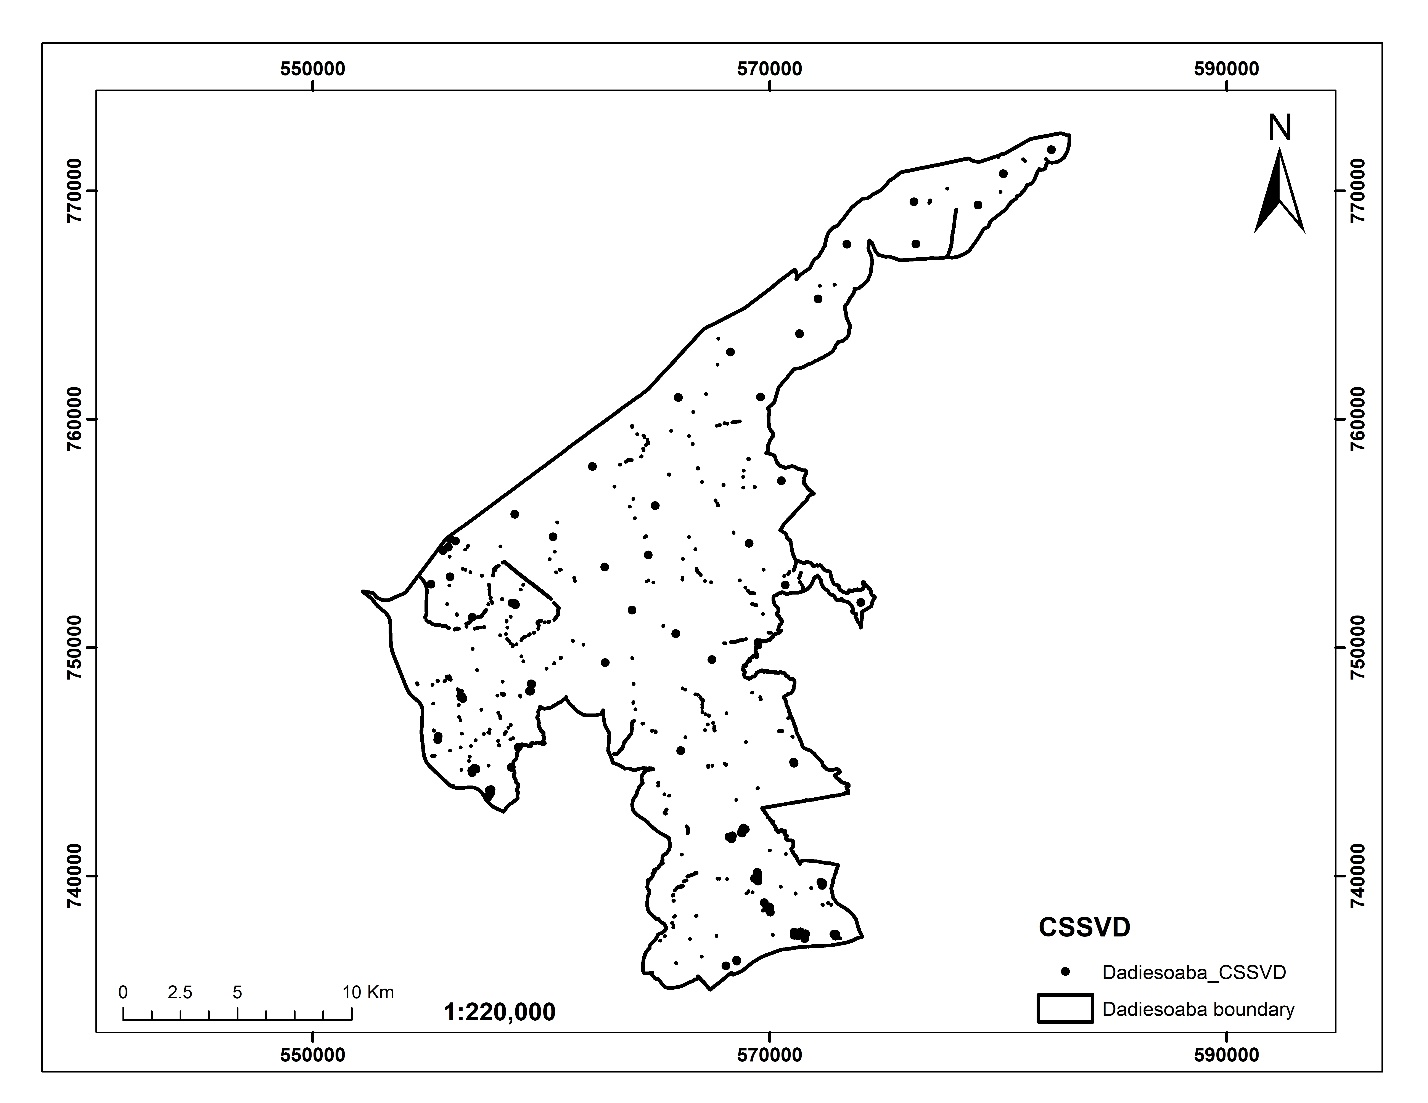 550000 570000 590000
N
770000 770000
760000 760000
750000 750000
740000 740000
CSSVD
Dadiesoaba_CSSVD
Dadiesoaba boundary
0 2.5 5 10 Km
1:220,000
550000 570000 590000